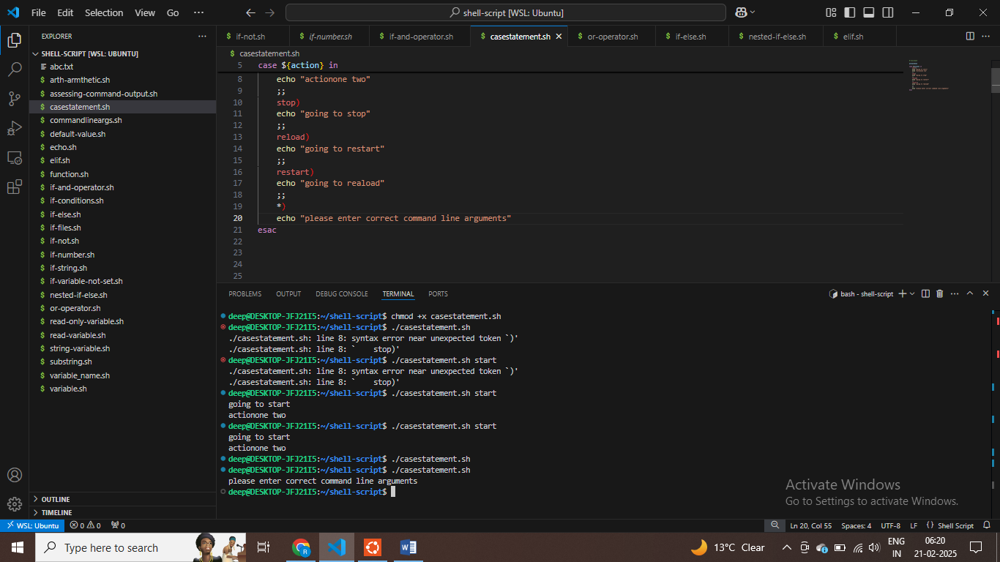 File Edit Selection View Go ··· shell-script [WSL: Ubuntu]
EXPLORER ···
SHELL-SCRIPT [WSL: UBUNTU]
abc.txt
$ arth-armthetic.sh
$ assessing-command-output.sh
$ casestatement.sh
$ commandlineargs.sh
$ default-value.sh
$ echo.sh
$ elif.sh
$ function.sh
$ if-and-operator.sh
$ if-conditions.sh
$ if-else.sh
$ if-files.sh
$ if-not.sh
$ if-number.sh
$ if-string.sh
$ if-variable-not-set.sh
$ nested-if-else.sh
$ or-operator.sh
$ read-only-variable.sh
$ read-variable.sh
$ string-variable.sh
$ substring.sh
$ variable_name.sh
$ variable.sh
OUTLINE
TIMELINE
$ if-not.sh $ if-number.sh $ if-and-operator.sh $ casestatement.sh $ or-operator.sh $ if-else.sh $ nested-if-else.sh $ elif.sh
$ casestatement.sh
5 case ${action} in
8 echo "actionone two"
9 ;;
10 stop)
11 echo "going to stop"
12 ;;
13 reload)
14 echo "going to restart"
15 ;;
16 restart)
17 echo "going to reaload"
18 ;;
19 *)
20 echo "please enter correct command line arguments"
21 esac
22
23
24
25
PROBLEMS OUTPUT DEBUG CONSOLE TERMINAL PORTS bash - shell-script
deep@DESKTOP-JFJ21I5:~/shell-script$ chmod +x casestatement.sh
deep@DESKTOP-JFJ21I5:~/shell-script$ ./casestatement.sh
./casestatement.sh: line 8: syntax error near unexpected token `)'
./casestatement.sh: line 8: `    stop)'
deep@DESKTOP-JFJ21I5:~/shell-script$ ./casestatement.sh start
./casestatement.sh: line 8: syntax error near unexpected token `)'
./casestatement.sh: line 8: `    stop)'
deep@DESKTOP-JFJ21I5:~/shell-script$ ./casestatement.sh start
going to start
actionone two
deep@DESKTOP-JFJ21I5:~/shell-script$ ./casestatement.sh start
going to start
actionone two
deep@DESKTOP-JFJ21I5:~/shell-script$ ./casestatement.sh
deep@DESKTOP-JFJ21I5:~/shell-script$ ./casestatement.sh
please enter correct command line arguments
deep@DESKTOP-JFJ21I5:~/shell-script$
Activate Windows
Go to Settings to activate Windows.
WSL: Ubuntu 0 0 0 Ln 20, Col 55 Spaces: 4 UTF-8 LF {} Shell Script
Type here to search 13°C Clear ENG IN 06:20 21-02-2025